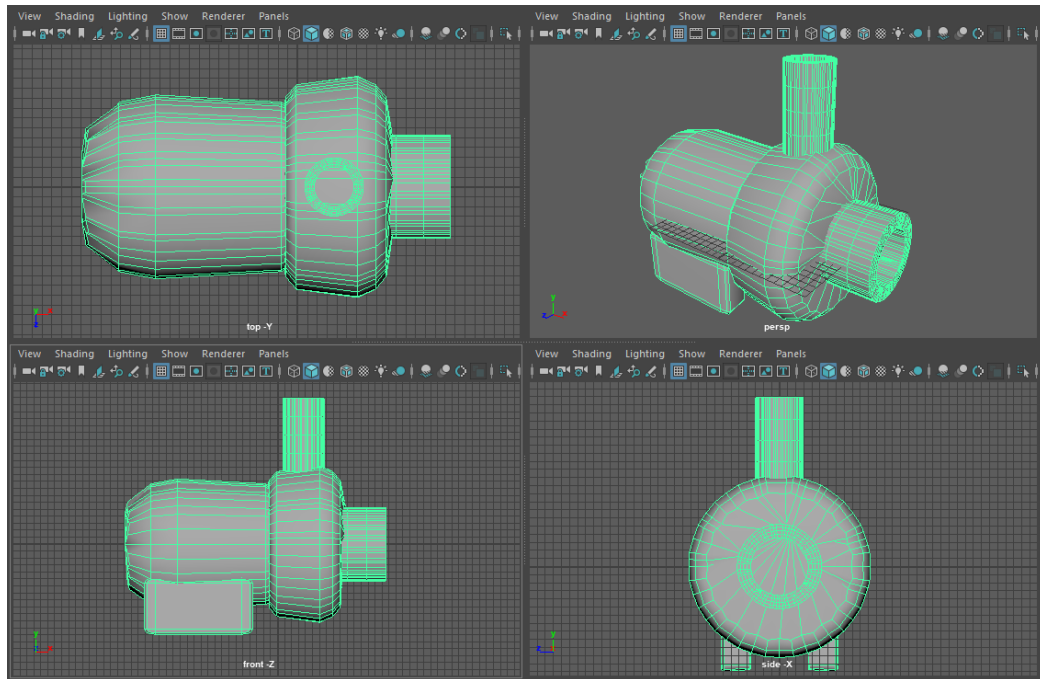 View Shading Lighting Show Renderer Panels
top -Y
View Shading Lighting Show Renderer Panels
persp
View Shading Lighting Show Renderer Panels
front -Z
View Shading Lighting Show Renderer Panels
side -X